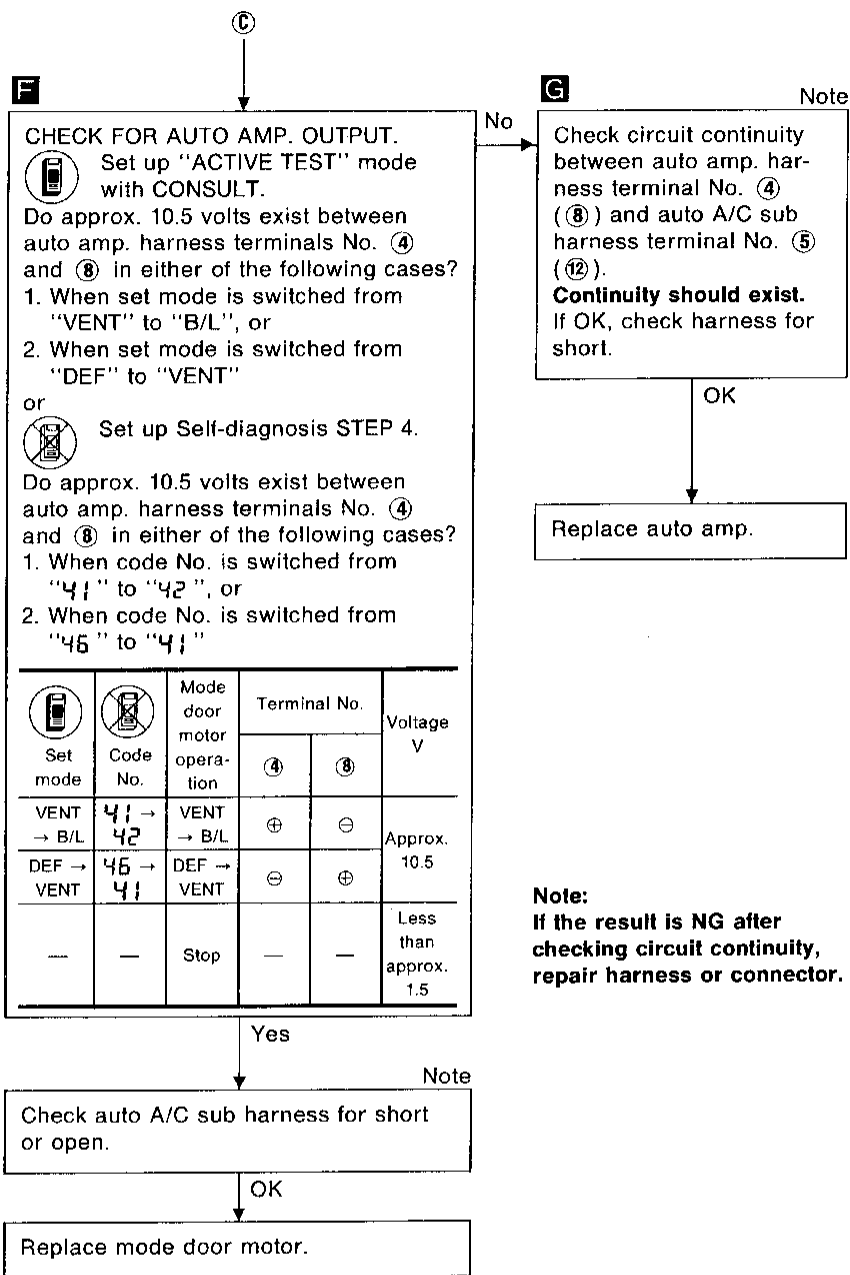 Ⓒ
F
CHECK FOR AUTO AMP. OUTPUT.
Set up "ACTIVE TEST" mode
with CONSULT.
Do approx. 10.5 volts exist between
auto amp. harness terminals No. ④
and ⑧ in either of the following cases?
1. When set mode is switched from
"VENT" to "B/L", or
2. When set mode is switched from
"DEF" to "VENT"
or
Set up Self-diagnosis STEP 4.
Do approx. 10.5 volts exist between
auto amp. harness terminals No. ④
and ⑧ in either of the following cases?
1. When code No. is switched from
"41" to "42", or
2. When code No. is switched from
"46" to "41"
Set
mode
Code
No.
Mode
door
motor
opera-
tion
Terminal No.
④ ⑧
Voltage
V
VENT
→ B/L
41 →
42
VENT
→ B/L
⊕ ⊖
DEF →
VENT
46 →
41
DEF →
VENT
⊖ ⊕
Approx.
10.5
— — Stop — —
Less
than
approx.
1.5
No
G
Note
Check circuit continuity
between auto amp. har-
ness terminal No. ④
(⑧) and auto A/C sub
harness terminal No. ⑤
(⑫).
Continuity should exist.
If OK, check harness for
short.
OK
Replace auto amp.
Note:
If the result is NG after
checking circuit continuity,
repair harness or connector.
Yes
Note
Check auto A/C sub harness for short
or open.
OK
Replace mode door motor.